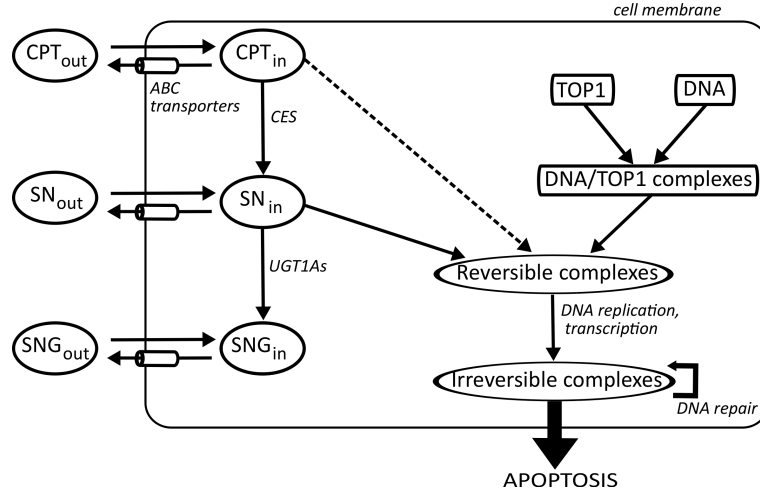 cell membrane
CPTout
CPTin
ABC
transporters
CES
TOP1
DNA
DNA/TOP1 complexes
SNout
SNin
UGT1As
Reversible complexes
DNA replication,
transcription
SNGout
SNGin
Irreversible complexes
DNA repair
APOPTOSIS